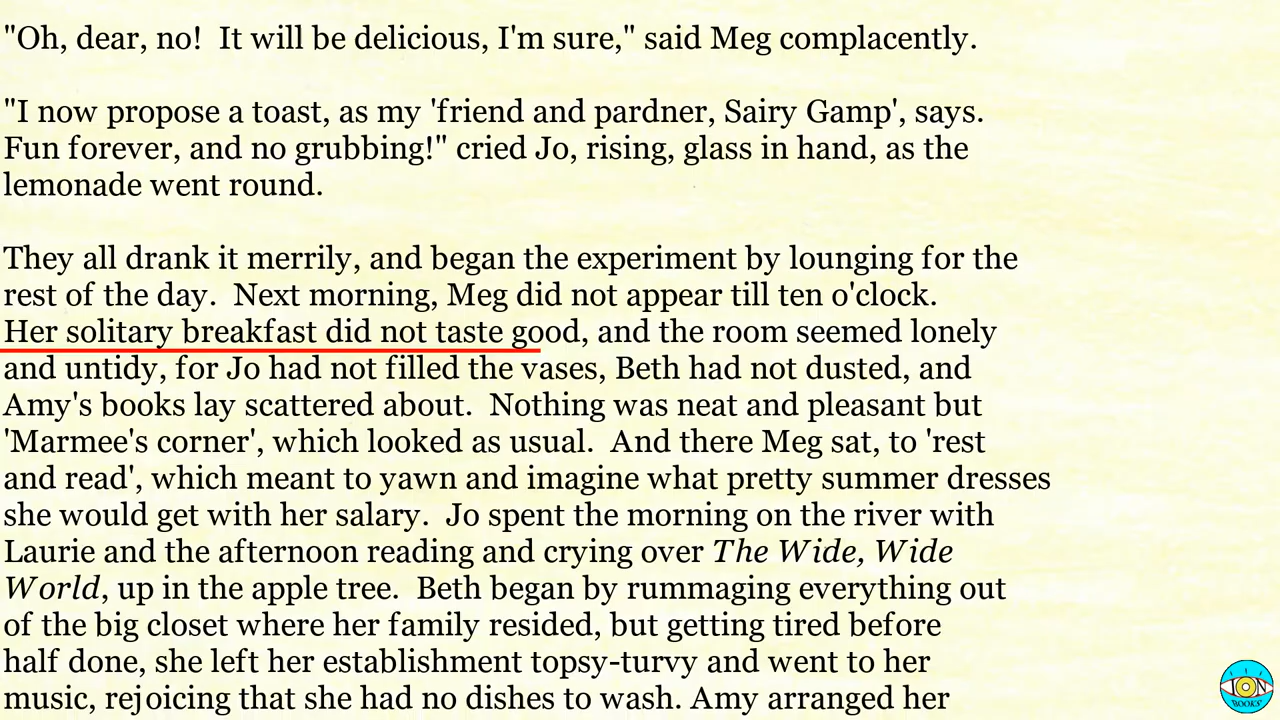 "Oh, dear, no!  It will be delicious, I'm sure," said Meg complacently.
"I now propose a toast, as my 'friend and pardner, Sairy Gamp', says.
Fun forever, and no grubbing!" cried Jo, rising, glass in hand, as the
lemonade went round.
They all drank it merrily, and began the experiment by lounging for the
rest of the day.  Next morning, Meg did not appear till ten o'clock.
Her solitary breakfast did not taste good, and the room seemed lonely
and untidy, for Jo had not filled the vases, Beth had not dusted, and
Amy's books lay scattered about.  Nothing was neat and pleasant but
'Marmee's corner', which looked as usual.  And there Meg sat, to 'rest
and read', which meant to yawn and imagine what pretty summer dresses
she would get with her salary.  Jo spent the morning on the river with
Laurie and the afternoon reading and crying over The Wide, Wide
World, up in the apple tree.  Beth began by rummaging everything out
of the big closet where her family resided, but getting tired before
half done, she left her establishment topsy-turvy and went to her
music, rejoicing that she had no dishes to wash. Amy arranged her
ION
BOOKS